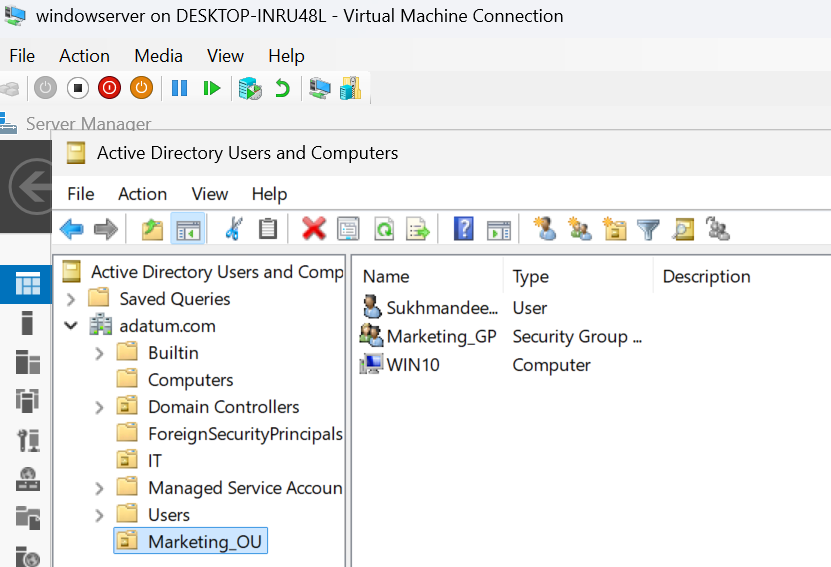 windowserver on DESKTOP-INRU48L - Virtual Machine Connection
File Action Media View Help
Server Manager
Active Directory Users and Computers
File Action View Help
Active Directory Users and Comp
Saved Queries
adatum.com
Builtin
Computers
Domain Controllers
ForeignSecurityPrincipals
IT
Managed Service Accoun
Users
Marketing_OU
Name Type Description
Sukhmandee... User
Marketing_GP Security Group ...
WIN10 Computer